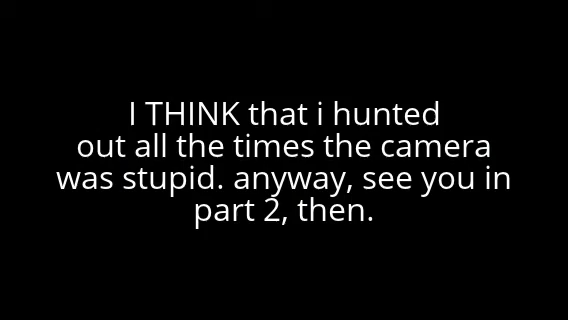 I THINK that i hunted
out all the times the camera
was stupid. anyway, see you in
part 2, then.